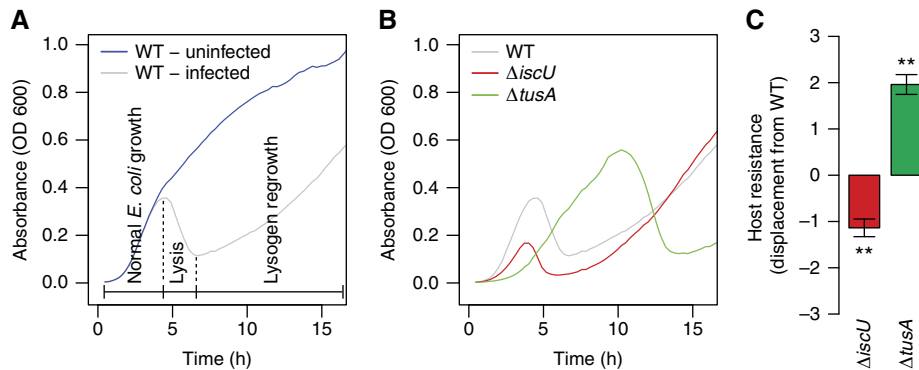 A
Absorbance (OD 600)
1.0
0.8
0.6
0.4
0.2
0.0
WT – uninfected
WT – infected
Normal E. coli growth
Lysis
Lysogen regrowth
0 5 10 15
Time (h)
B
Absorbance (OD 600)
1.0
0.8
0.6
0.4
0.2
0.0
WT
ΔiscU
ΔtusA
0 5 10 15
Time (h)
C
Host resistance
(displacement from WT)
3
2
1
0
−1
−2
−3
**
**
ΔiscU
ΔtusA